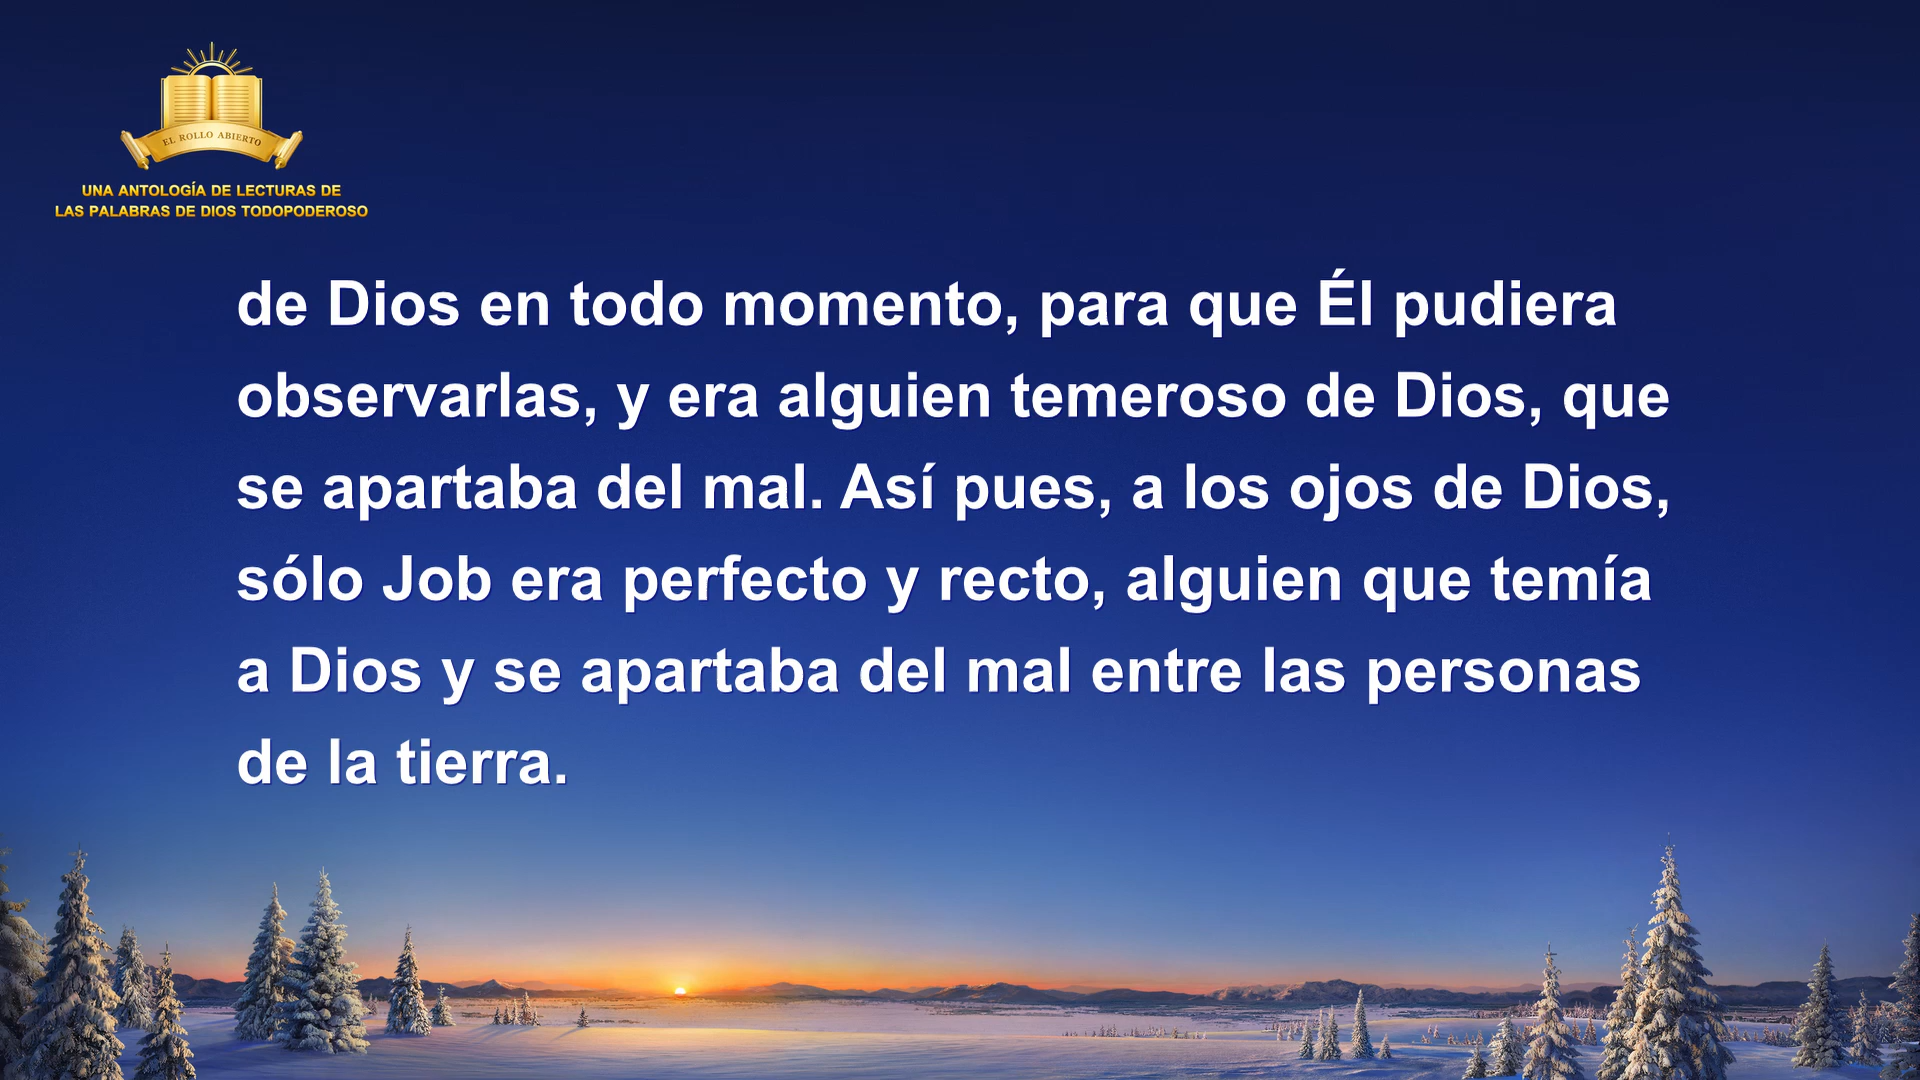 EL ROLLO ABIERTO
UNA ANTOLOGÍA DE LECTURAS DE
LAS PALABRAS DE DIOS TODOPODEROSO
de Dios en todo momento, para que Él pudiera
observarlas, y era alguien temeroso de Dios, que
se apartaba del mal. Así pues, a los ojos de Dios,
sólo Job era perfecto y recto, alguien que temía
a Dios y se apartaba del mal entre las personas
de la tierra.